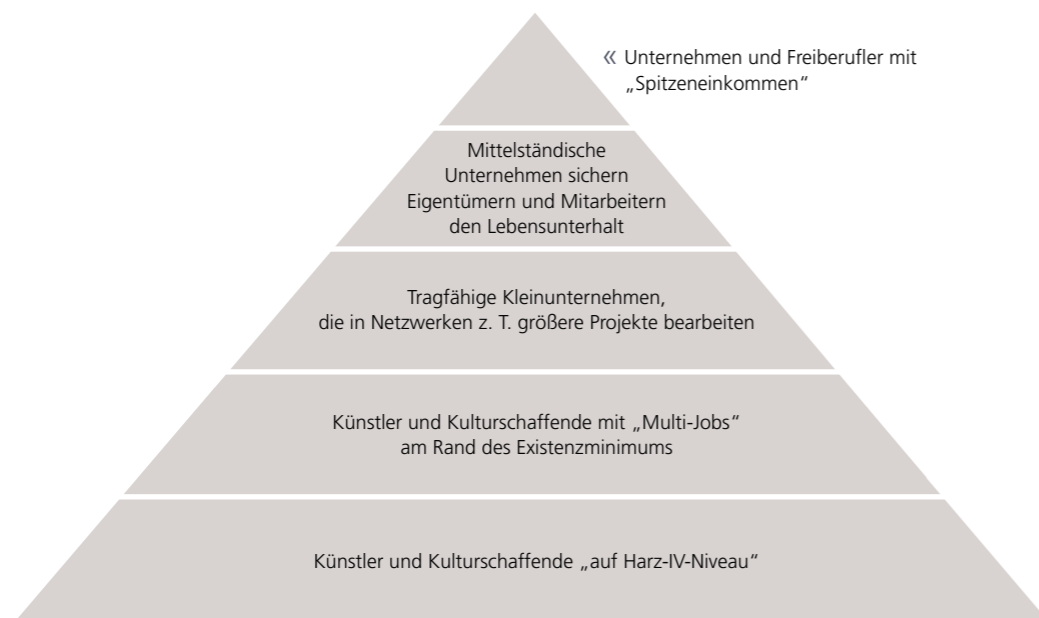 « Unternehmen und Freiberufler mit
„Spitzeneinkommen“
Mittelständische
Unternehmen sichern
Eigentümern und Mitarbeitern
den Lebensunterhalt
Tragfähige Kleinunternehmen,
die in Netzwerken z. T. größere Projekte bearbeiten
Künstler und Kulturschaffende mit „Multi-Jobs“
am Rand des Existenzminimums
Künstler und Kulturschaffende „auf Harz-IV-Niveau“